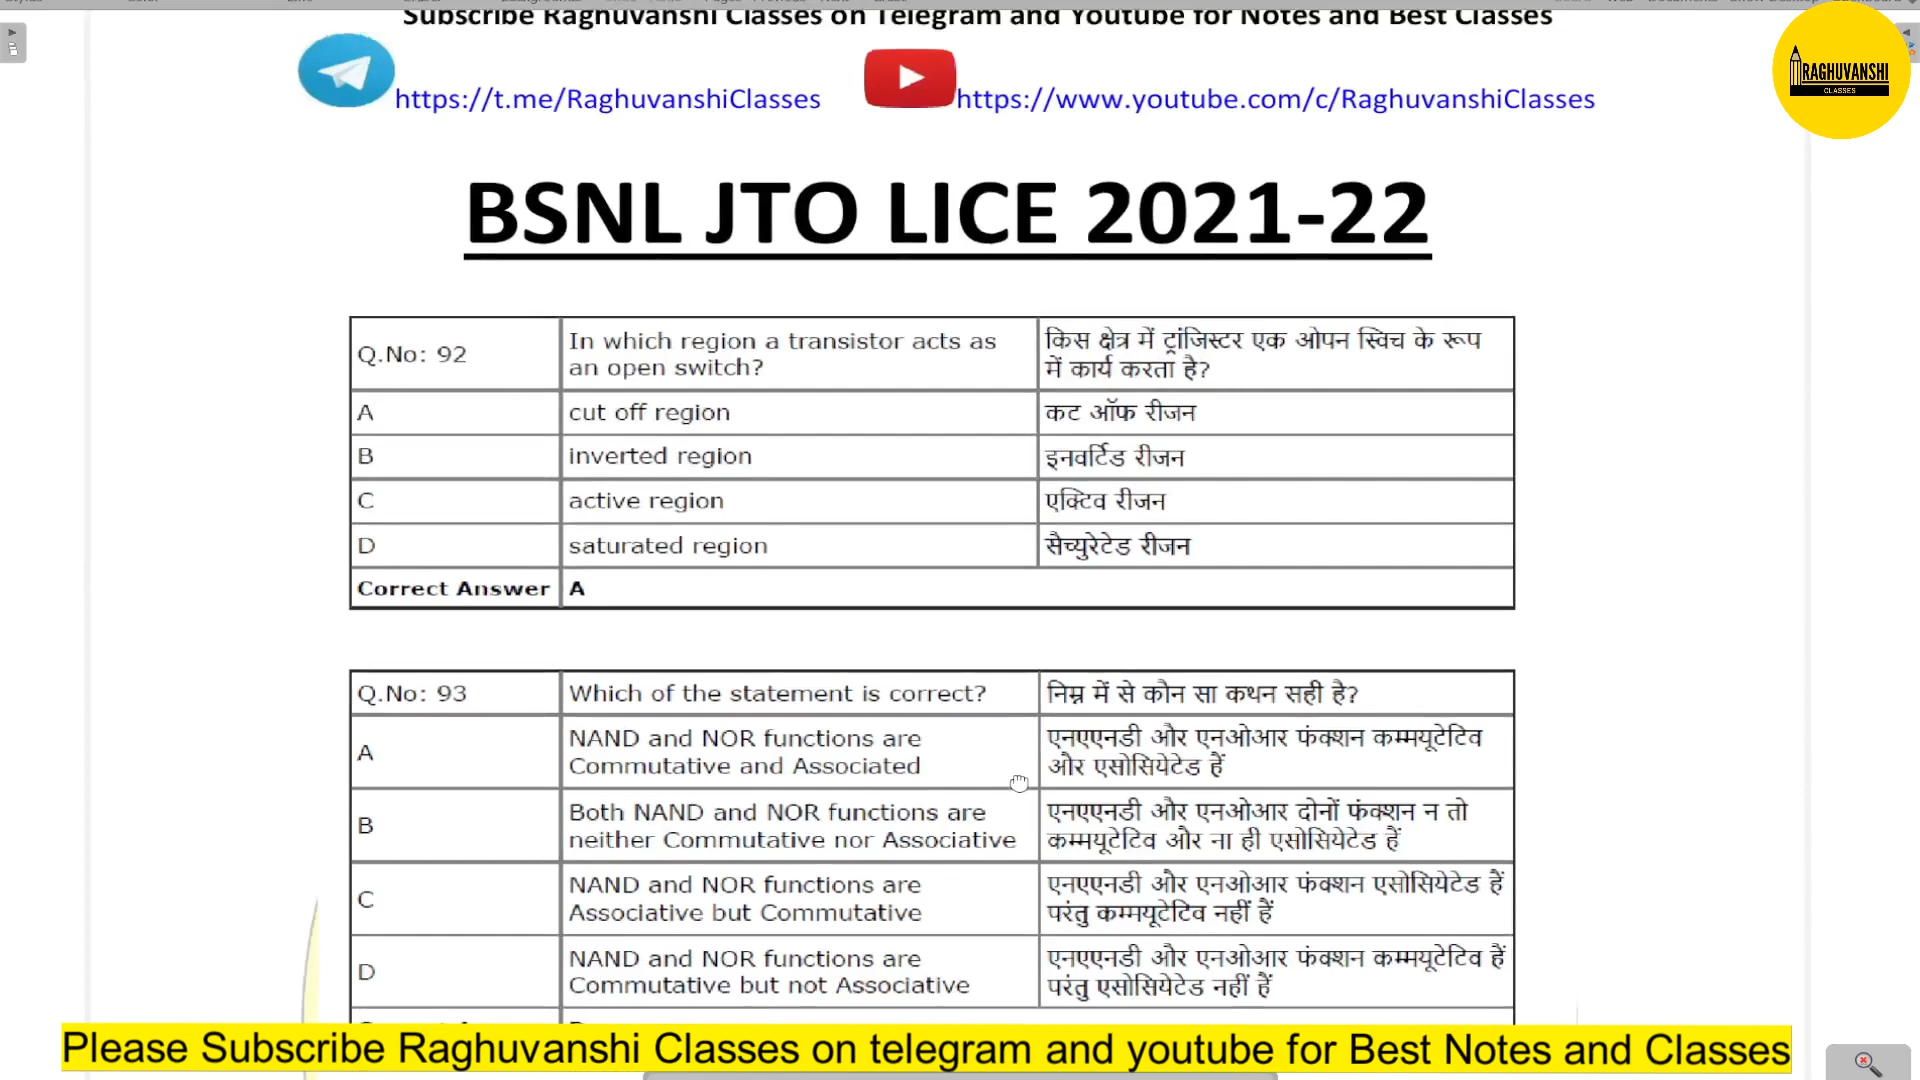 Subscribe Raghuvanshi Classes on Telegram and Youtube for Notes and Best Classes
https://t.me/RaghuvanshiClasses https://www.youtube.com/c/RaghuvanshiClasses
RAGHUVANSHI
CLASSES
BSNL JTO LICE 2021-22
Q.No: 92
In which region a transistor acts as
an open switch?
किस क्षेत्र में ट्रांजिस्टर एक ओपन स्विच के रूप
में कार्य करता है?
A cut off region कट ऑफ रीजन
B inverted region इनवर्टिड रीजन
C active region एक्टिव रीजन
D saturated region सैच्युरेटेड रीजन
Correct Answer A
Q.No: 93 Which of the statement is correct? निम्न में से कौन सा कथन सही है?
A
NAND and NOR functions are
Commutative and Associated
एनएएनडी और एनओआर फंक्शन कम्मयूटेटिव
और एसोसियेटेड हैं
B
Both NAND and NOR functions are
neither Commutative nor Associative
एनएएनडी और एनओआर दोनों फंक्शन न तो
कम्मयूटेटिव और ना ही एसोसियेटेड हैं
C
NAND and NOR functions are
Associative but Commutative
एनएएनडी और एनओआर फंक्शन एसोसियेटेड हैं
परंतु कम्मयूटेटिव नहीं हैं
D
NAND and NOR functions are
Commutative but not Associative
एनएएनडी और एनओआर फंक्शन कम्मयूटेटिव हैं
परंतु एसोसियेटेड नहीं हैं
Please Subscribe Raghuvanshi Classes on telegram and youtube for Best Notes and Classes